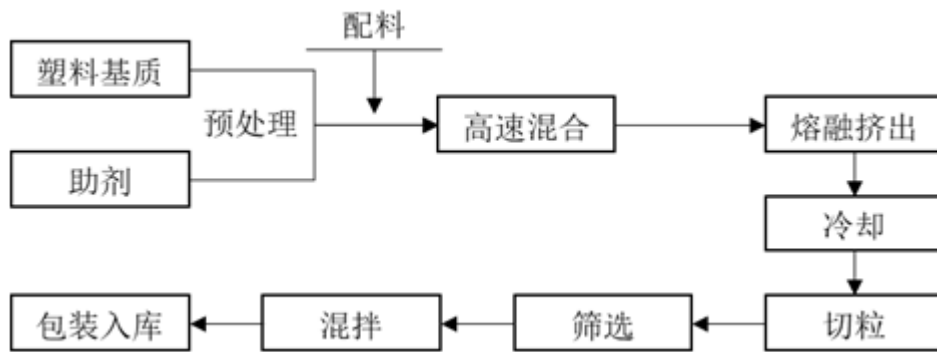 配料
塑料基质
预处理
高速混合
熔融挤出
助剂
冷却
包装入库
混拌
筛选
切粒